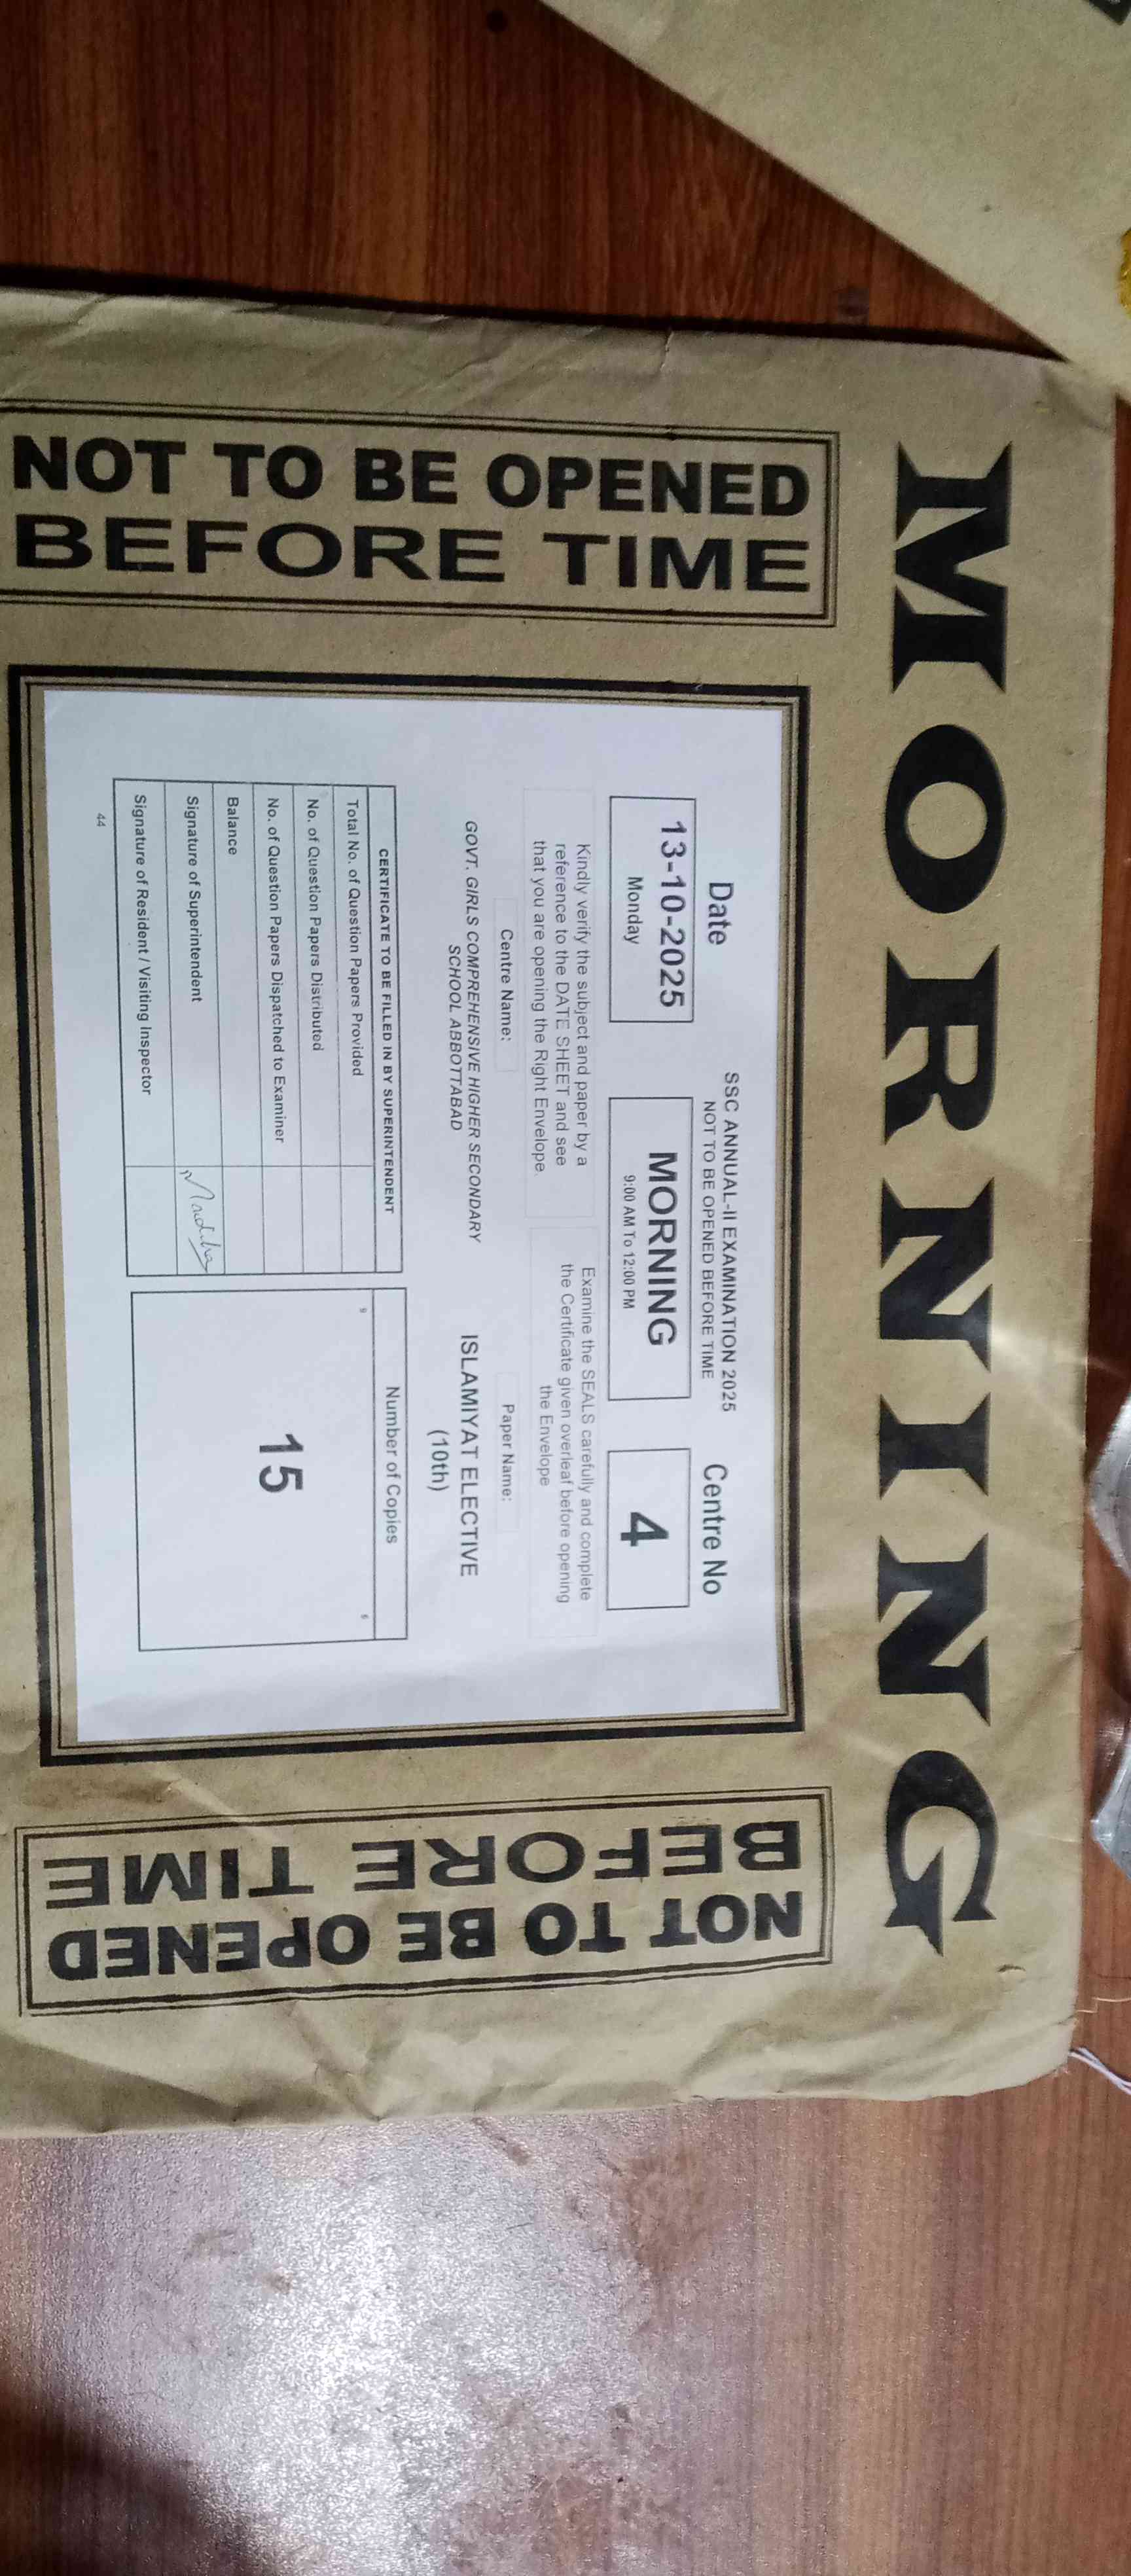 MORNING
NOT TO BE OPENED
BEFORE TIME
SSC ANNUAL-II EXAMINATION 2025
NOT TO BE OPENED BEFORE TIME
Date
13-10-2025
Monday
MORNING
9:00 AM To 12:00 PM
Centre No
4
Kindly verify the subject and paper by a
reference to the DATE SHEET and see
that you are opening the Right Envelope.
Examine the SEALS carefully and complete
the Certificate given overleaf before opening
the Envelope
Centre Name:
GOVT. GIRLS COMPREHENSIVE HIGHER SECONDARY
SCHOOL ABBOTTABAD
Paper Name:
ISLAMIYAT ELECTIVE
(10th)
CERTIFICATE TO BE FILLED IN BY SUPERINTENDENT
Total No. of Question Papers Provided
No. of Question Papers Distributed
No. of Question Papers Dispatched to Examiner
Balance
Signature of Superintendent
Signature of Resident / Visiting Inspector
Number of Copies
9
6
15
44
NOT TO BE OPENED
BEFORE TIME